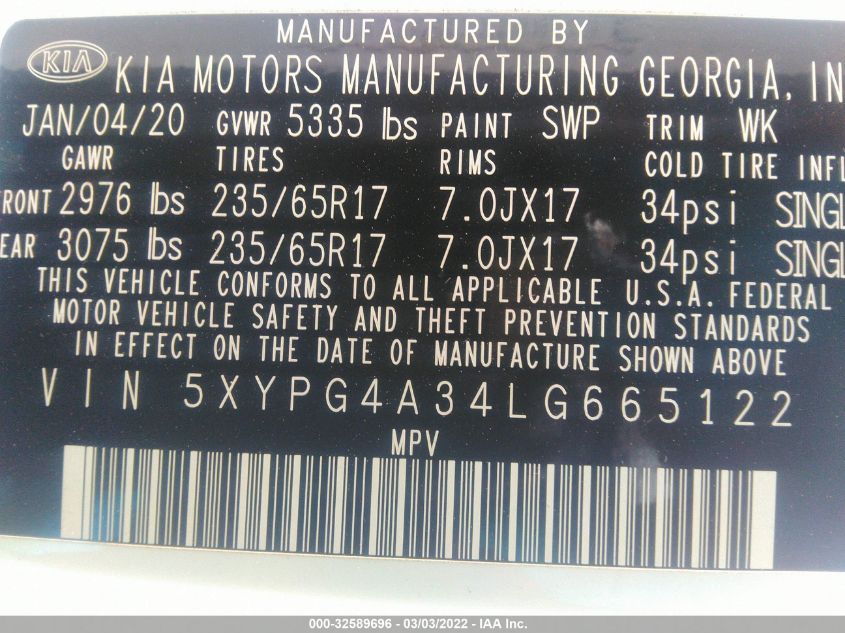 MANUFACTURED BY
KIA KIA MOTORS MANUFACTURING GEORGIA, IN
JAN/04/20 GVWR 5335 lbs PAINT SWP TRIM WK
GAWR TIRES RIMS COLD TIRE INFL
FRONT 2976 lbs 235/65R17 7.0JX17 34psi SINGL
EAR 3075 lbs 235/65R17 7.0JX17 34psi SINGL
THIS VEHICLE CONFORMS TO ALL APPLICABLE U.S.A. FEDERAL
MOTOR VEHICLE SAFETY AND THEFT PREVENTION STANDARDS
IN EFFECT ON THE DATE OF MANUFACTURE SHOWN ABOVE
VIN 5XYPG4A34LG665122
MPV
000-32589696 - 03/03/2022 - IAA Inc.